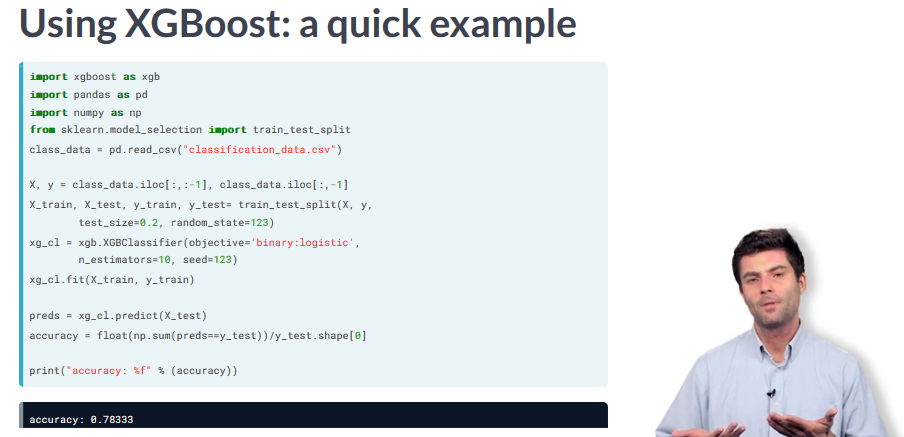 Using XGBoost: a quick example
import xgboost as xgb
import pandas as pd
import numpy as np
from sklearn.model_selection import train_test_split
class_data = pd.read_csv("classification_data.csv")
X, y = class_data.iloc[:,:-1], class_data.iloc[:,-1]
X_train, X_test, y_train, y_test= train_test_split(X, y,
test_size=0.2, random_state=123)
xg_cl = xgb.XGBClassifier(objective='binary:logistic',
n_estimators=10, seed=123)
xg_cl.fit(X_train, y_train)
preds = xg_cl.predict(X_test)
accuracy = float(np.sum(preds==y_test))/y_test.shape[0]
print("accuracy: %f" % (accuracy))
accuracy: 0.78333